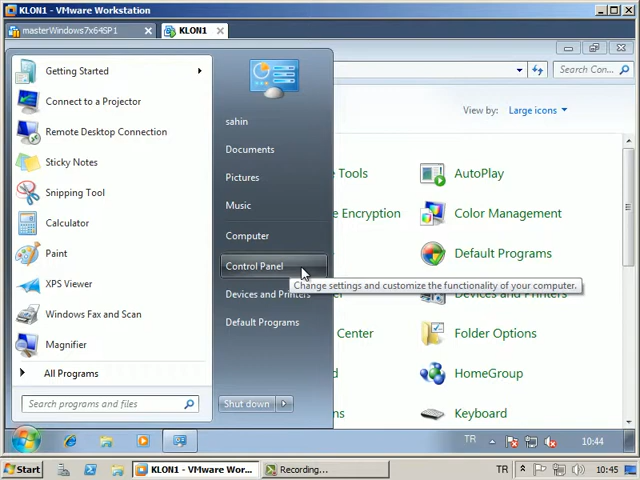 KLON1 - VMware Workstation
masterWindows7x64SP1
KLON1
Getting Started
Connect to a Projector
Remote Desktop Connection
Sticky Notes
Snipping Tool
Calculator
Paint
XPS Viewer
Windows Fax and Scan
Magnifier
All Programs
Search programs and files
sahin
Documents
Pictures
Music
Computer
Control Panel
Devices and Printers
Default Programs
Shut down
Change settings and customize the functionality of your computer.
Search Con...
View by: Large icons
e Tools
AutoPlay
e Encryption
Color Management
Default Programs
Devices and Printers
Center
Folder Options
HomeGroup
ns
Keyboard
TR
10:44
Start
KLON1 - VMware Wor...
Recording...
TR
10:45